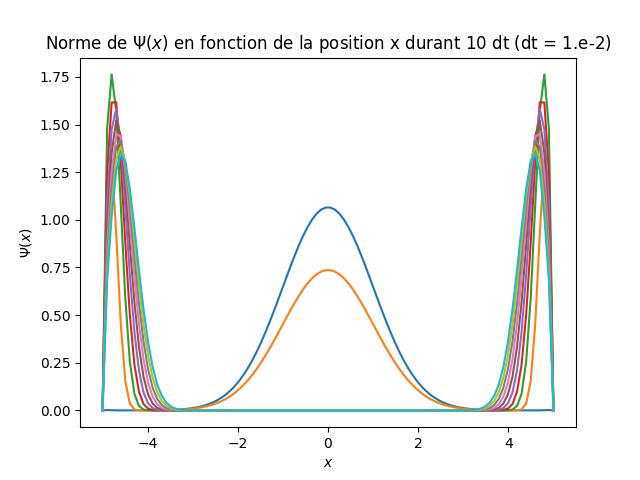 Norme de Ψ(x) en fonction de la position x durant 10 dt (dt = 1.e-2)
1.75
1.50
1.25
1.00
0.75
0.50
0.25
0.00
Ψ(x)
−4 −2 0 2 4
x